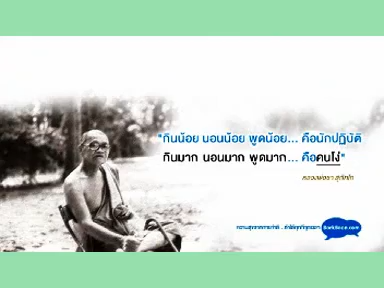 "กินน้อย นอนน้อย พูดน้อย... คือนักปฏิบัติ
กินมาก นอนมาก พูดมาก... คือคนโง่"
หลวงพ่อชา สุภัทโท